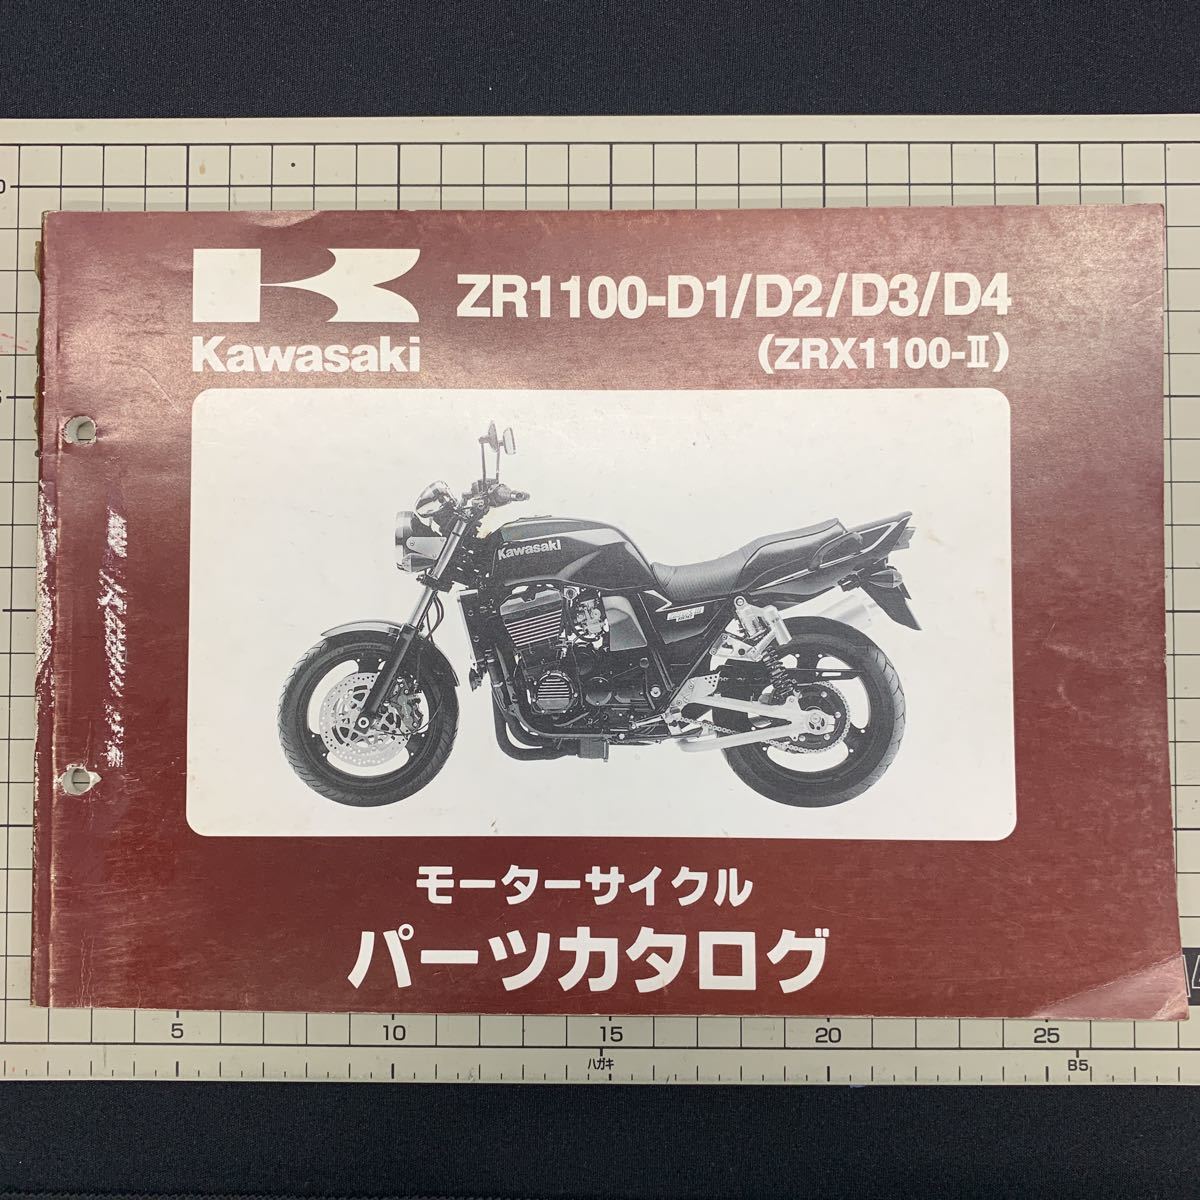 ZR1100-D1/D2/D3/D4
(ZRX1100-Ⅱ)
Kawasaki
Kawasaki
モーターサイクル
パーツカタログ
5 10 15 20 25
ハガキ B5